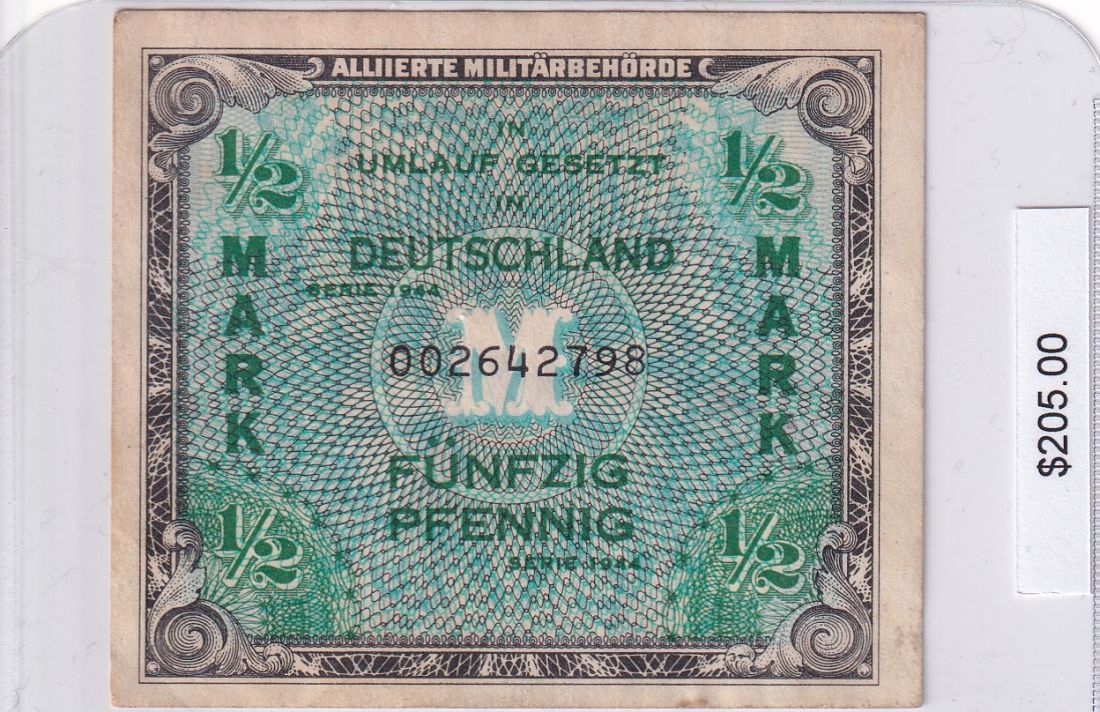 ALLIIERTE MILITÄRBEHÖRDE
1/2
1/2
IN
UMLAUF GESETZT
IN
DEUTSCHLAND
SERIE 1944
MARK
MARK
M
002642798
FÜNFZIG
PFENNIG
SERIE 1944
1/2
1/2
$205.00